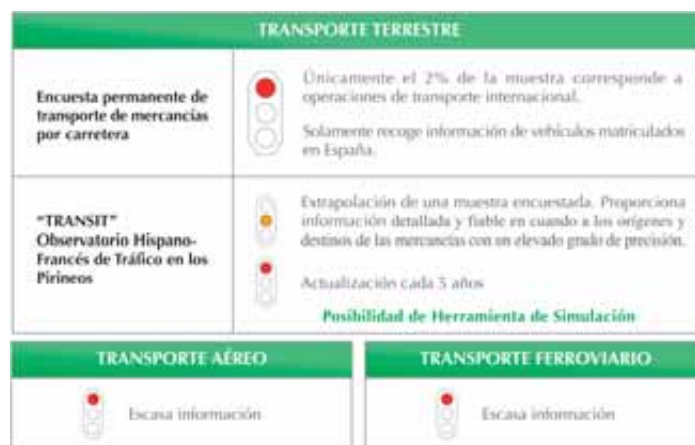 TRANSPORTE TERRESTRE
Encuesta permanente de
transporte de mercancías
por carretera
Únicamente el 2% de la muestra corresponde a
operaciones de transporte internacional.
Solamente recoge información de vehículos matriculados
en España.
"TRANSIT"
Observatorio Hispano-
Francés de Tráfico en los
Pirineos
Extrapolación de una muestra encuestada. Proporciona
información detallada y fiable en cuanto a los orígenes y
destinos de las mercancías con un elevado grado de precisión.
Actualización cada 5 años
Posibilidad de Herramienta de Simulación
TRANSPORTE AÉREO
Escasa información
TRANSPORTE FERROVIARIO
Escasa información